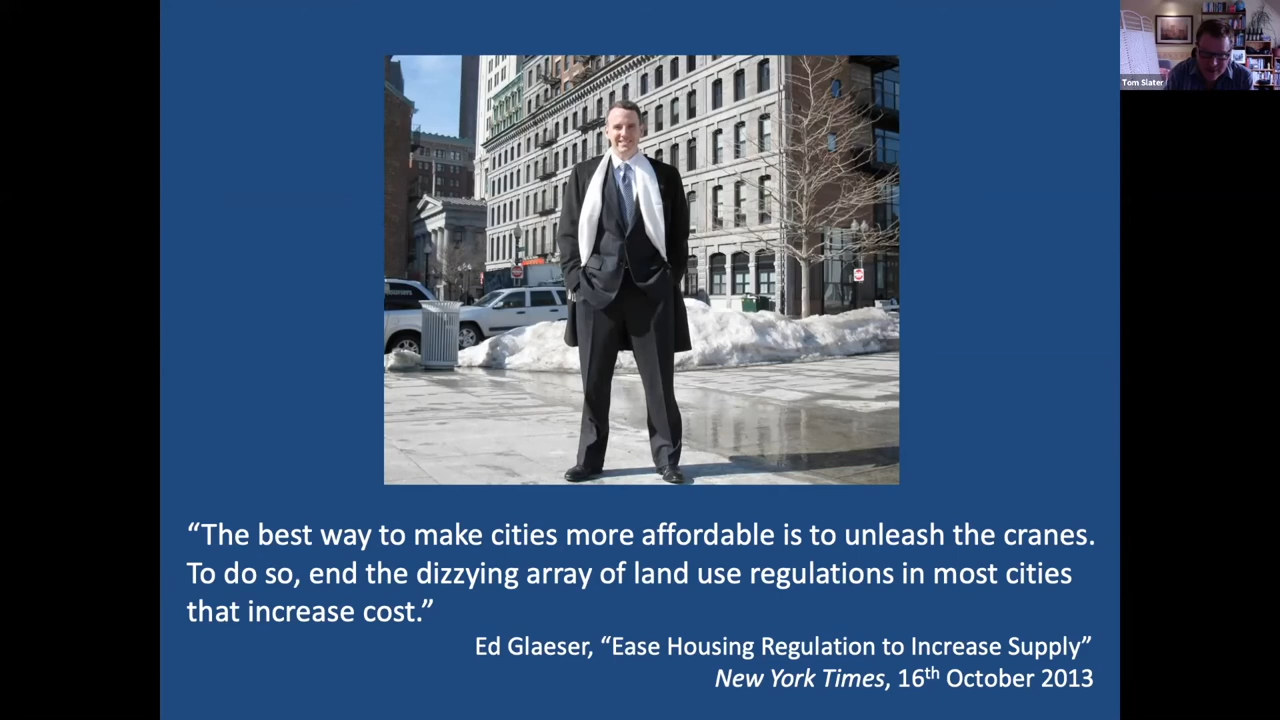 Tom Slater
“The best way to make cities more affordable is to unleash the cranes.
To do so, end the dizzying array of land use regulations in most cities
that increase cost.”
Ed Glaeser, “Ease Housing Regulation to Increase Supply”
New York Times, 16th October 2013